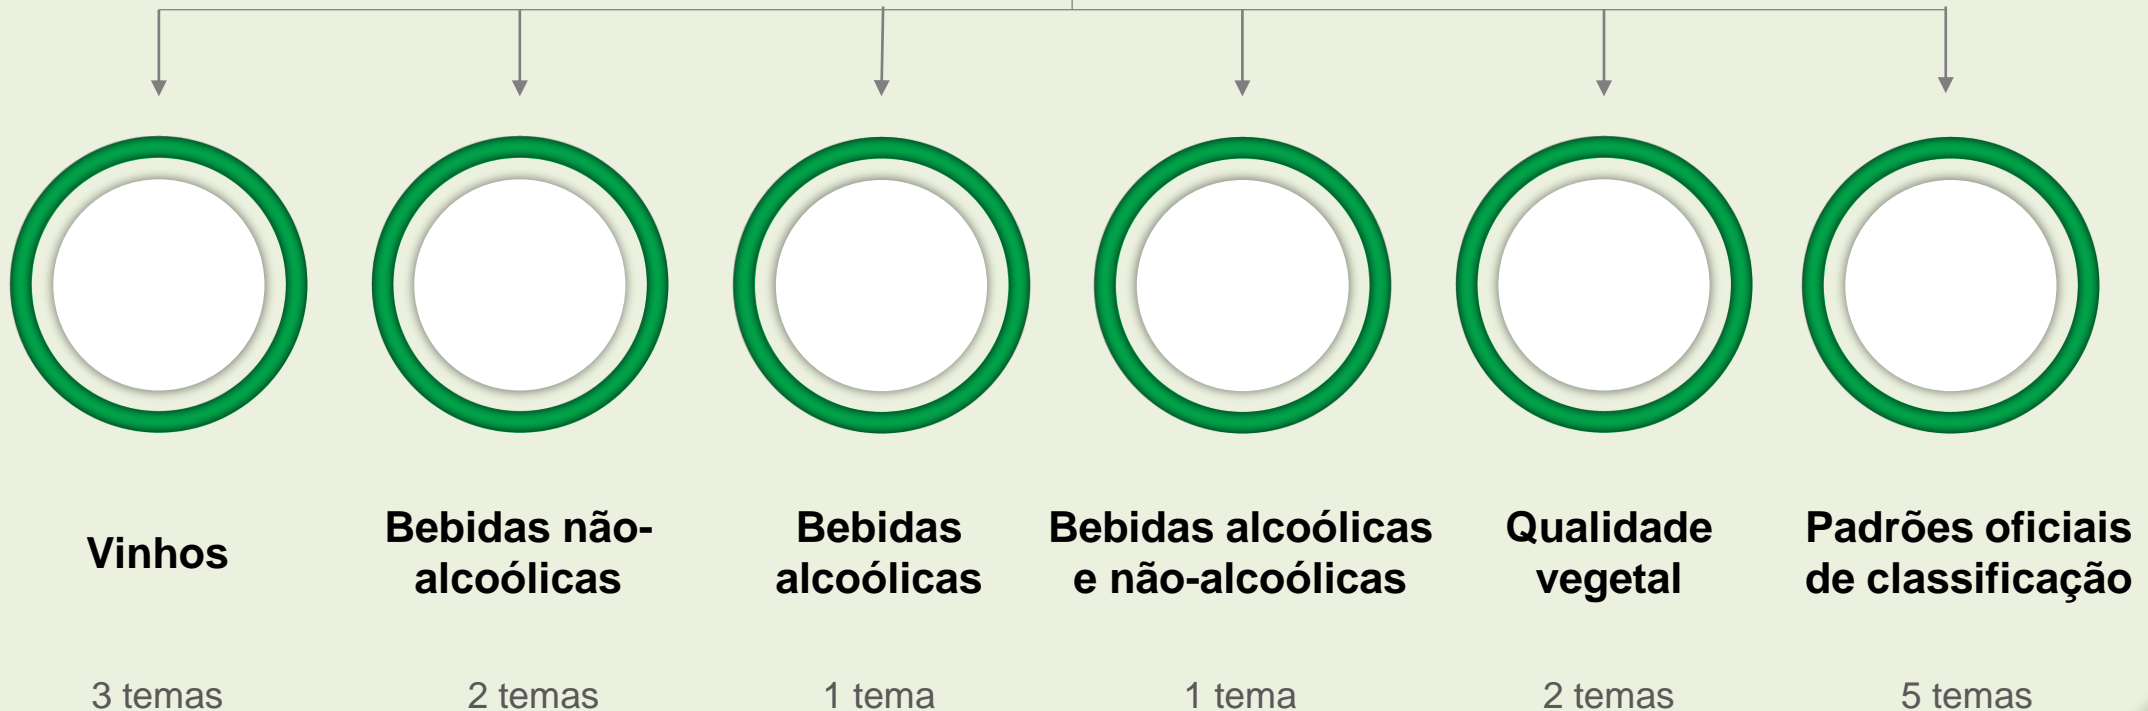 Vinhos
Bebidas não-
alcoólicas
Bebidas
alcoólicas
Bebidas alcoólicas
e não-alcoólicas
Qualidade
vegetal
Padrões oficiais
de classificação
3 temas
2 temas
1 tema
1 tema
2 temas
5 temas